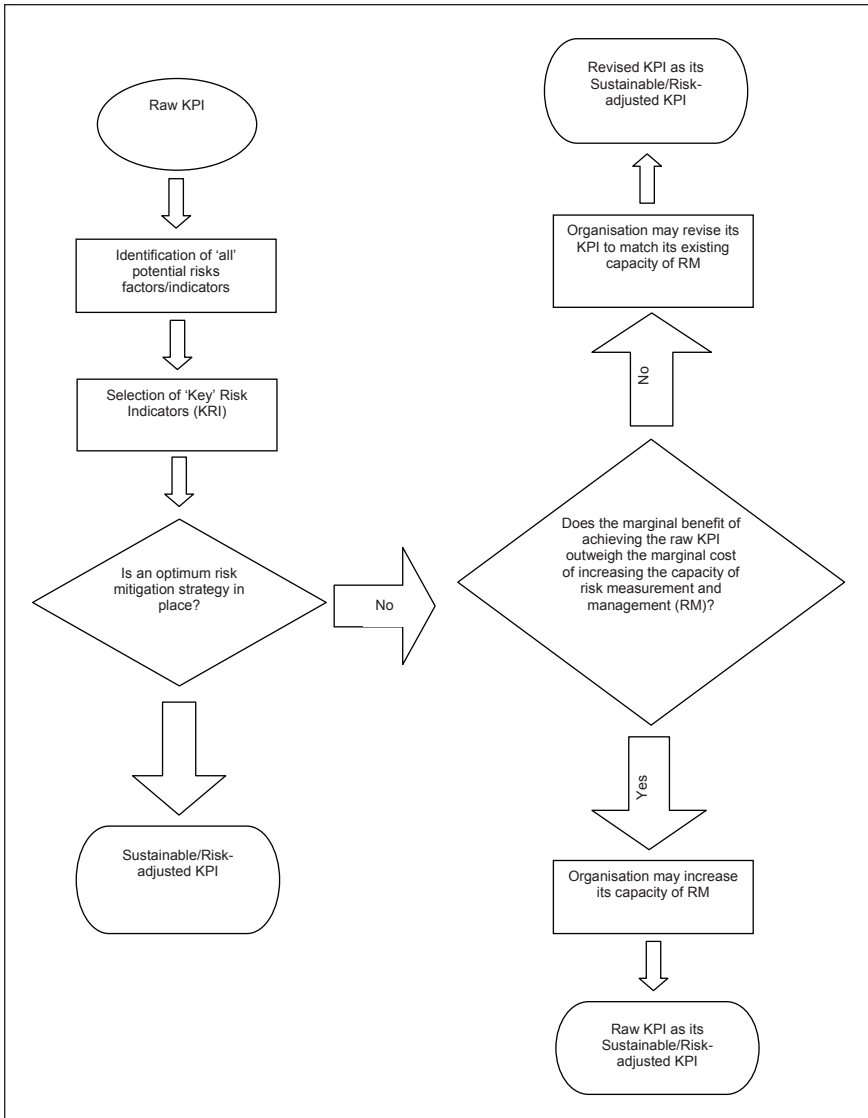 Raw KPI
Identification of ‘all’
potential risks
factors/indicators
Selection of ‘Key’ Risk
Indicators (KRI)
Is an optimum risk
mitigation strategy in
place?
No
Sustainable/Risk-
adjusted KPI
Revised KPI as its
Sustainable/Risk-
adjusted KPI
Organisation may revise its
KPI to match its existing
capacity of RM
No
Does the marginal benefit of
achieving the raw KPI
outweigh the marginal cost
of increasing the capacity of
risk measurement and
management (RM)?
Yes
Organisation may increase
its capacity of RM
Raw KPI as its
Sustainable/Risk-
adjusted KPI